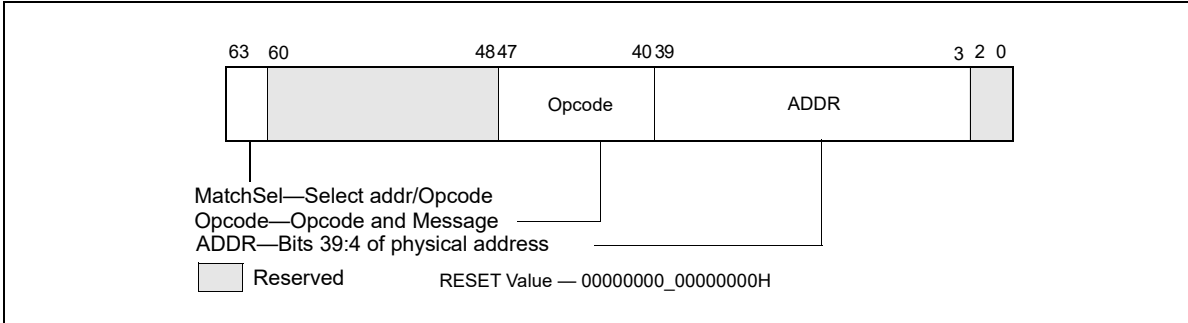 63 60 48 47 40 39 3 2 0
Opcode ADDR
MatchSel—Select addr/Opcode
Opcode—Opcode and Message
ADDR—Bits 39:4 of physical address
Reserved RESET Value — 00000000_00000000H